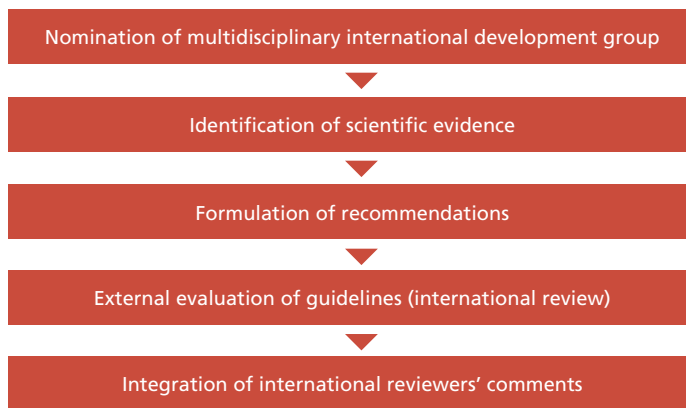 Nomination of multidisciplinary international development group
Identification of scientific evidence
Formulation of recommendations
External evaluation of guidelines (international review)
Integration of international reviewers’ comments